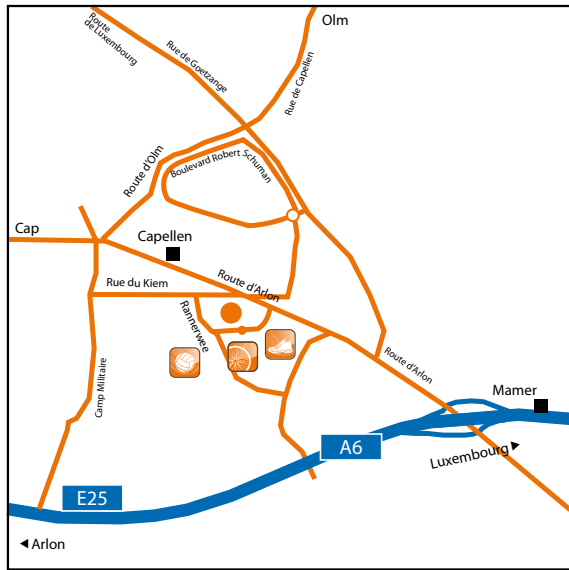 Olm
Route
de Luxembourg
Rue de Goetzange
Rue de Capellen
Route d'Olm
Boulevard Robert Schuman
Cap
Capellen
Rue du Kiem
Route d'Arlon
Rannerwee
Camp Militaire
Route d'Arlon
Mamer
A6
Luxembourg
E25
Arlon